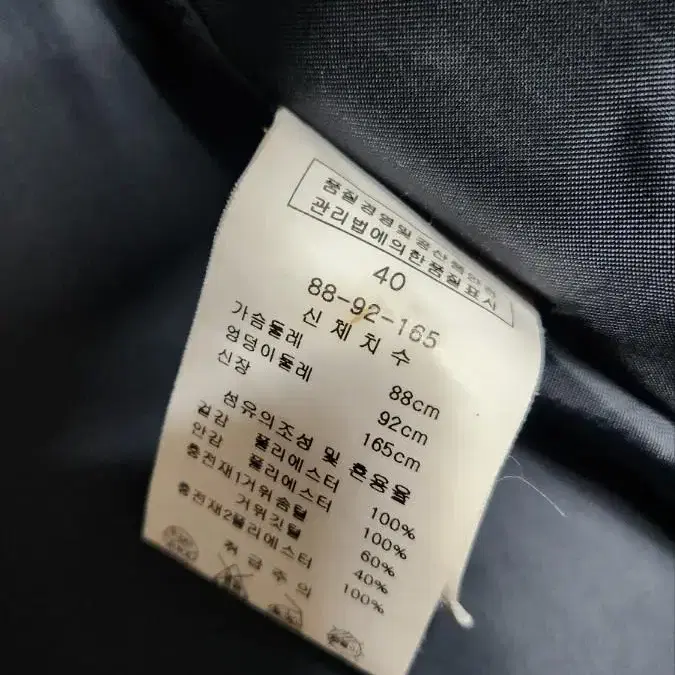 품질경영및공산품안전
관리법에의한품질표시
40
88-92-165
신체치수
가슴둘레 88cm
엉덩이둘레 92cm
신장 165cm
섬유의조성 및 혼용율
겉감 폴리에스터 100%
안감 폴리에스터 100%
충전재1거위솜털 60%
거위깃털 40%
충전재2폴리에스터 100%
취급주의